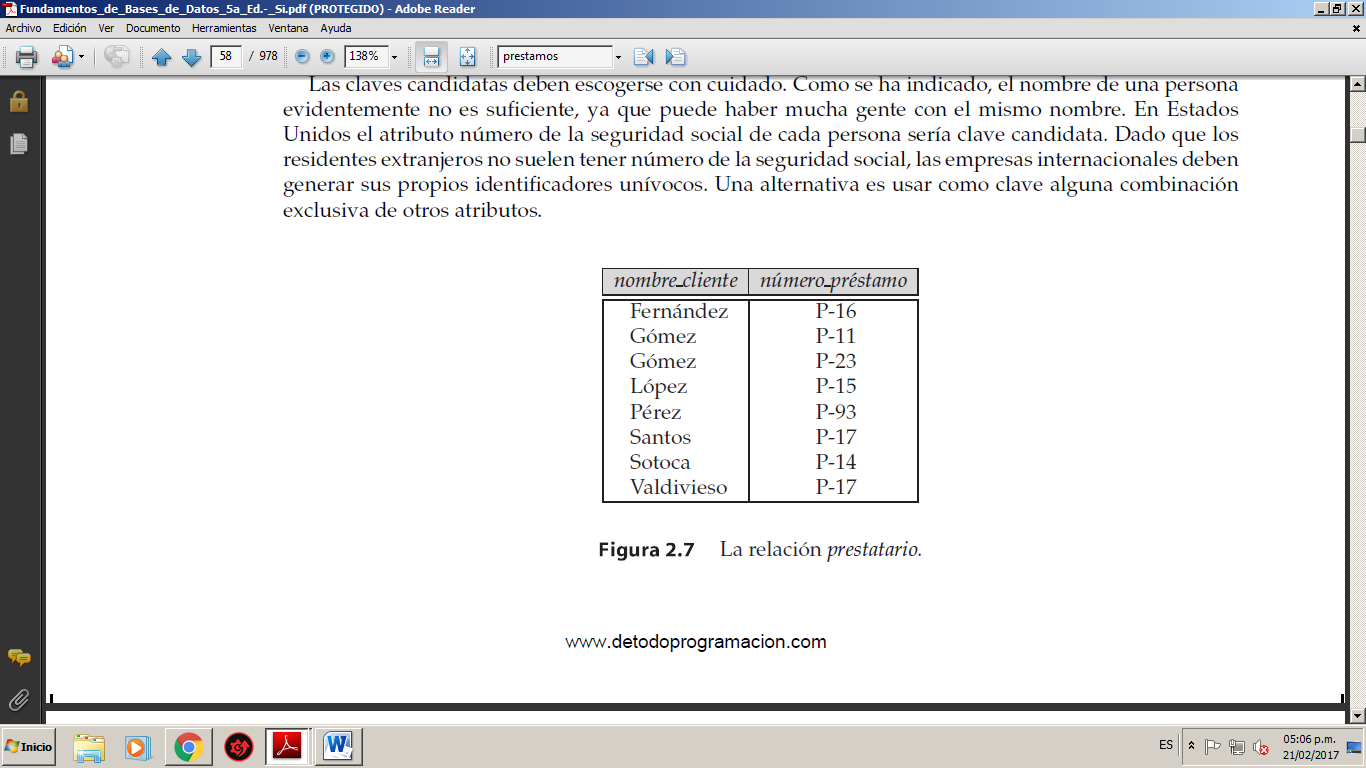 Fundamentos_de_Bases_de_Datos_5a_Ed.-_Si.pdf (PROTEGIDO) - Adobe Reader
Archivo Edición Ver Documento Herramientas Ventana Ayuda
58 / 978 138% prestamos
Las claves candidatas deben escogerse con cuidado. Como se ha indicado, el nombre de una persona
evidentemente no es suficiente, ya que puede haber mucha gente con el mismo nombre. En Estados
Unidos el atributo número de la seguridad social de cada persona sería clave candidata. Dado que los
residentes extranjeros no suelen tener número de la seguridad social, las empresas internacionales deben
generar sus propios identificadores unívocos. Una alternativa es usar como clave alguna combinación
exclusiva de otros atributos.
nombre_cliente número_préstamo
Fernández P-16
Gómez P-11
Gómez P-23
López P-15
Pérez P-93
Santos P-17
Sotoca P-14
Valdivieso P-17
Figura 2.7 La relación prestatario.
www.detodoprogramacion.com
Inicio ES 05:06 p.m.
21/02/2017